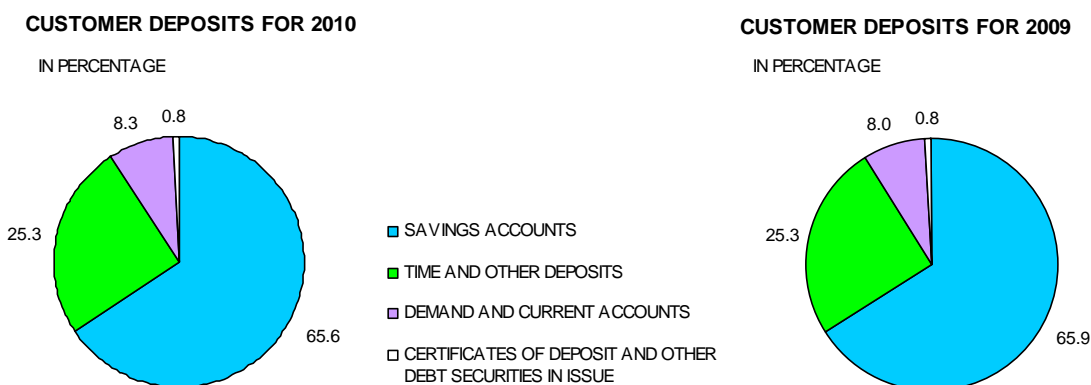 CUSTOMER DEPOSITS FOR 2010
IN PERCENTAGE
0.8
8.3
25.3
65.6
SAVINGS ACCOUNTS
TIME AND OTHER DEPOSITS
DEMAND AND CURRENT ACCOUNTS
CERTIFICATES OF DEPOSIT AND OTHER
DEBT SECURITIES IN ISSUE
CUSTOMER DEPOSITS FOR 2009
IN PERCENTAGE
0.8
8.0
25.3
65.9